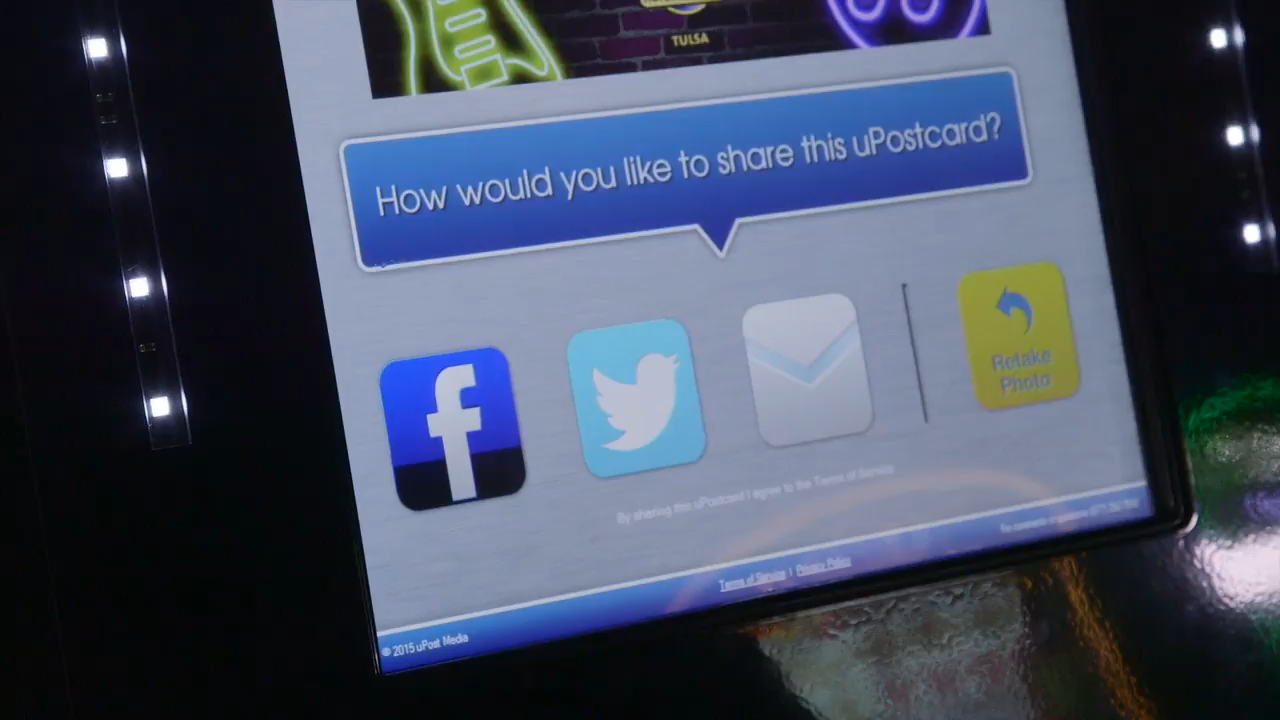 TULSA
How would you like to share this uPostcard?
f
Retake
Photo
By sharing this uPostcard I agree to the Terms of Service
Terms of Service | Privacy Policy
© 2015 uPost Media